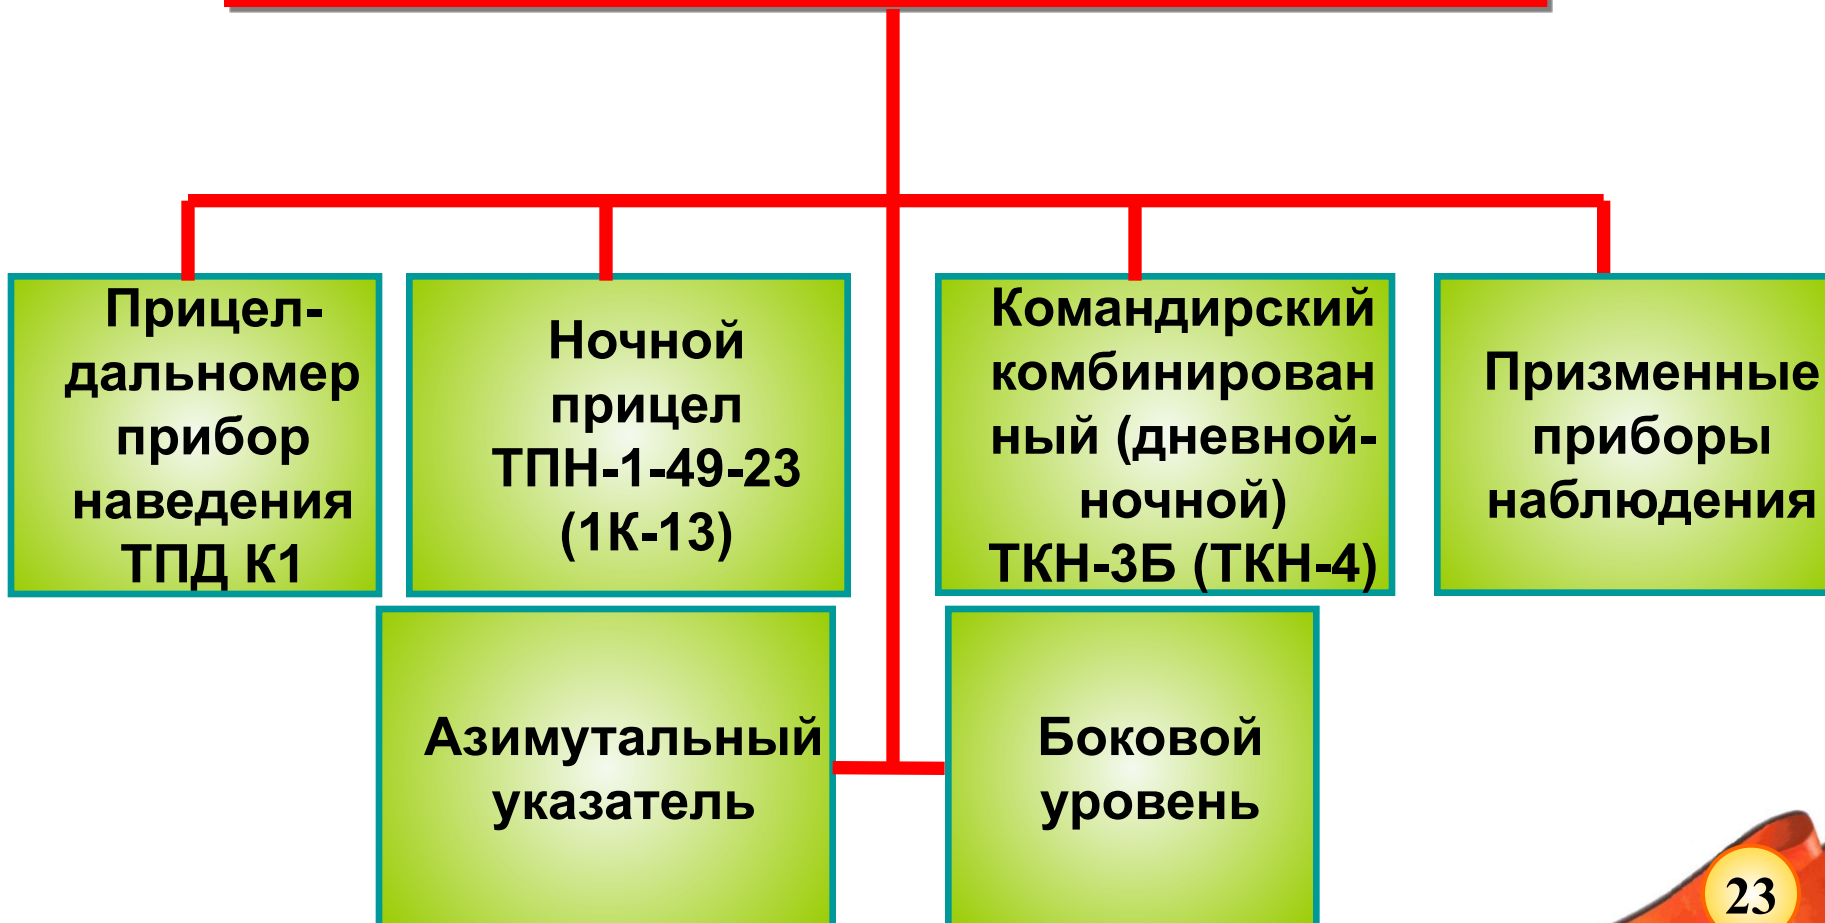 Прицел-
дальномер
прибор
наведения
ТПД К1
Ночной
прицел
ТПН-1-49-23
(1К-13)
Командирский
комбинирован
ный (дневной-
ночной)
ТКН-3Б (ТКН-4)
Призменные
приборы
наблюдения
Азимутальный
указатель
Боковой
уровень
23